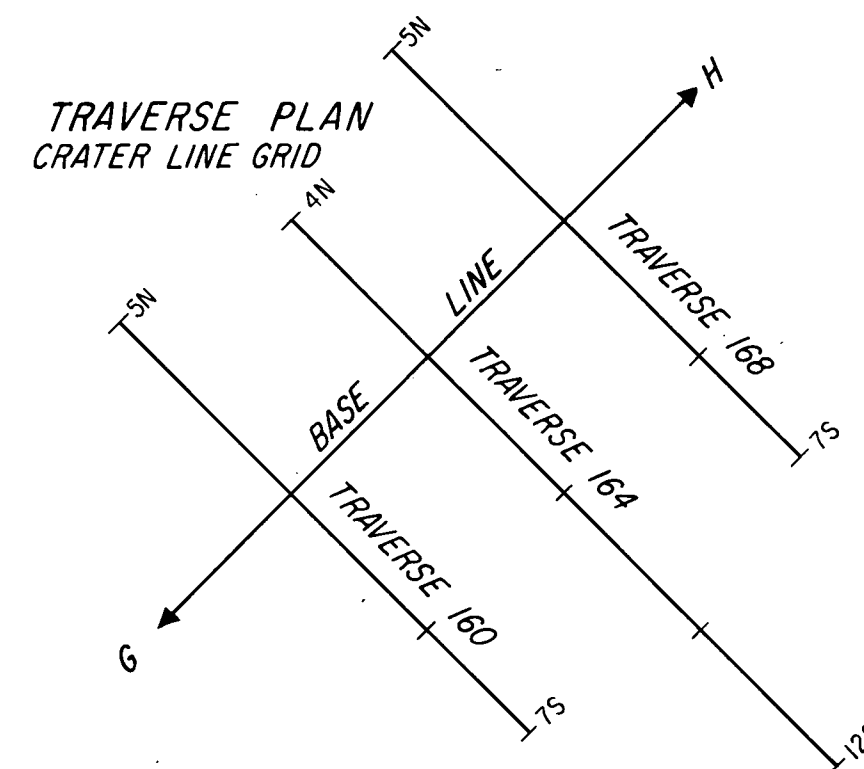 TRAVERSE PLAN
CRATER LINE GRID
5N
H
4N
5N
BASE LINE
TRAVERSE 168
7S
TRAVERSE 164
TRAVERSE 160
G
7S